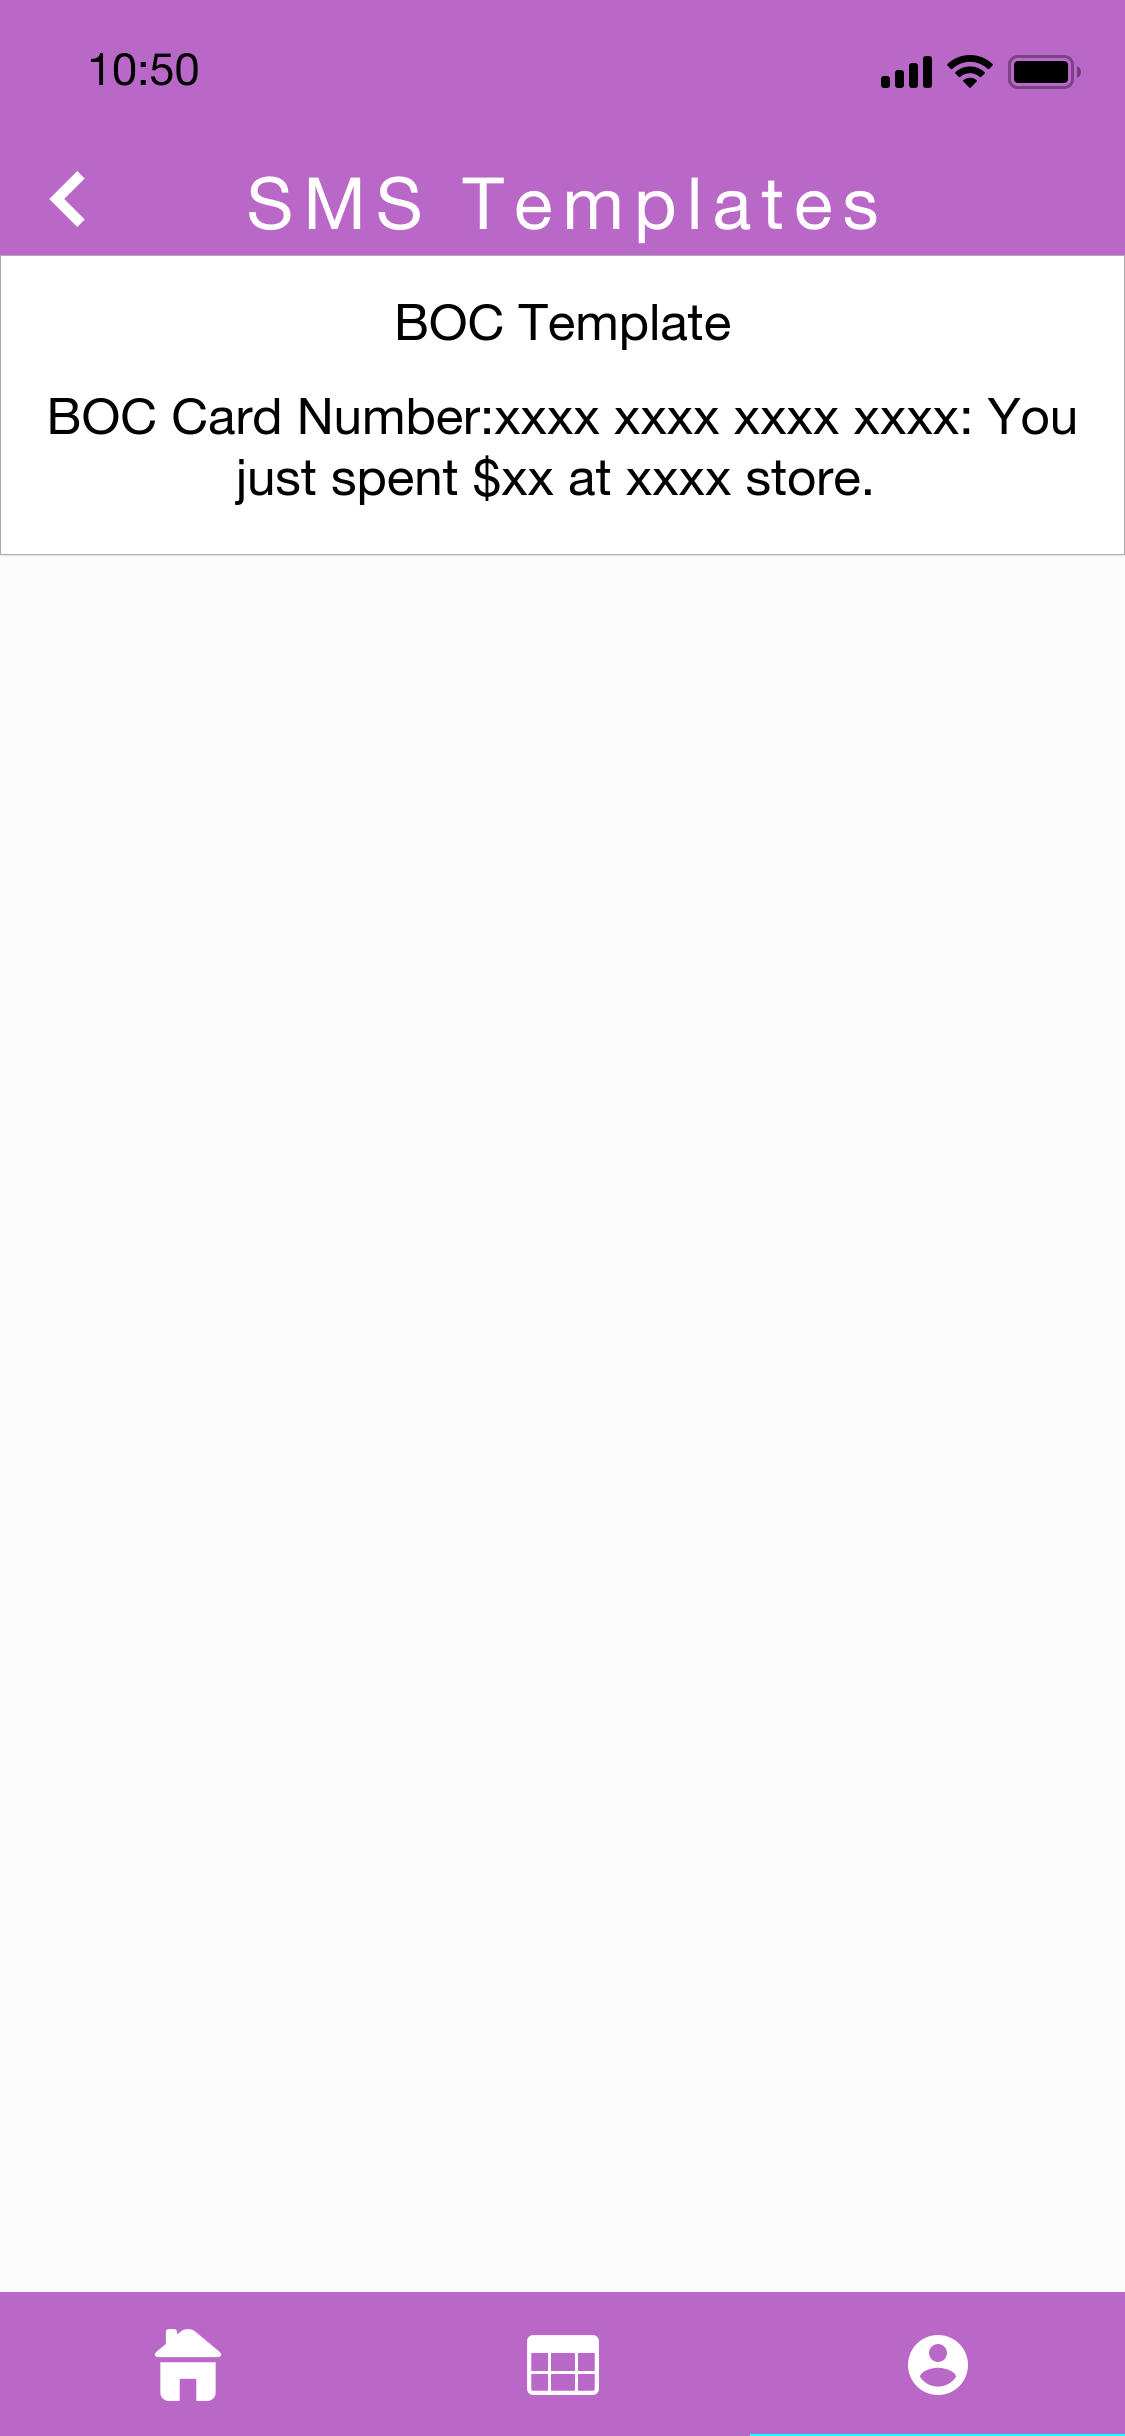 10:50
SMS Templates
BOC Template
BOC Card Number:xxxx xxxx xxxx xxxx: You
just spent $xx at xxxx store.